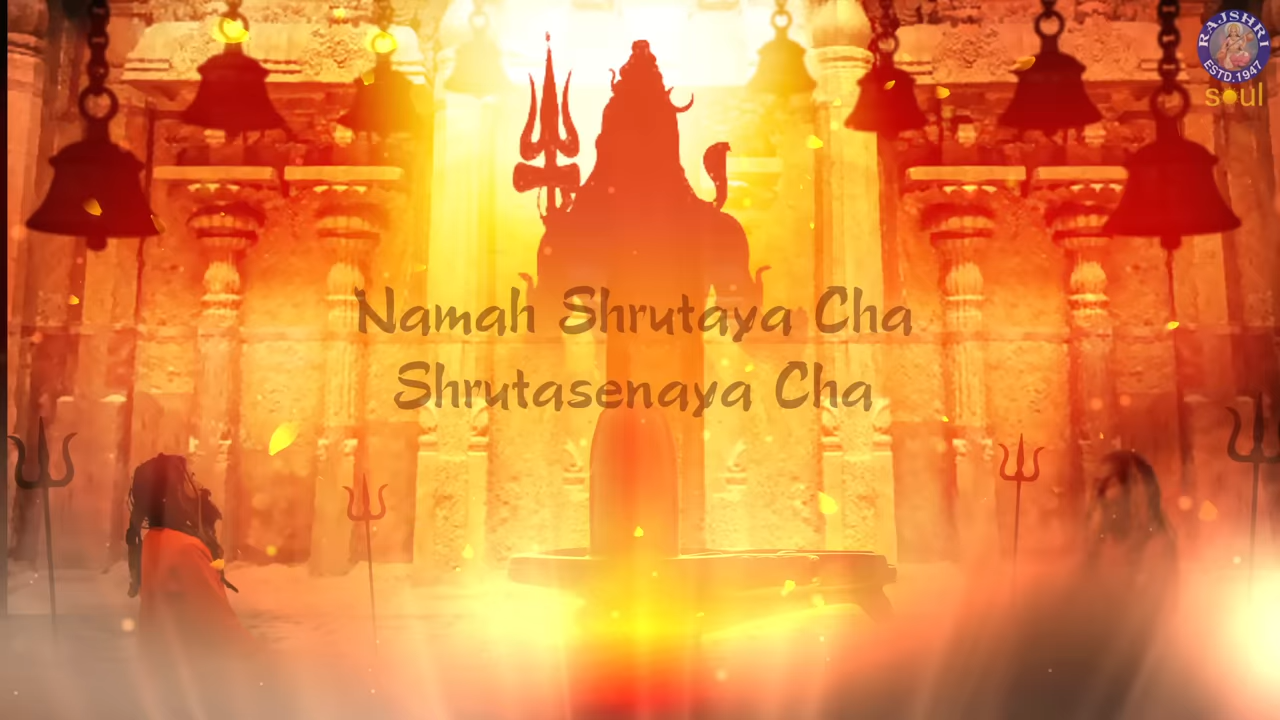 RAJSHRI
ESTD.1947
soul
Namah Shrutaya Cha
Shrutasenaya Cha